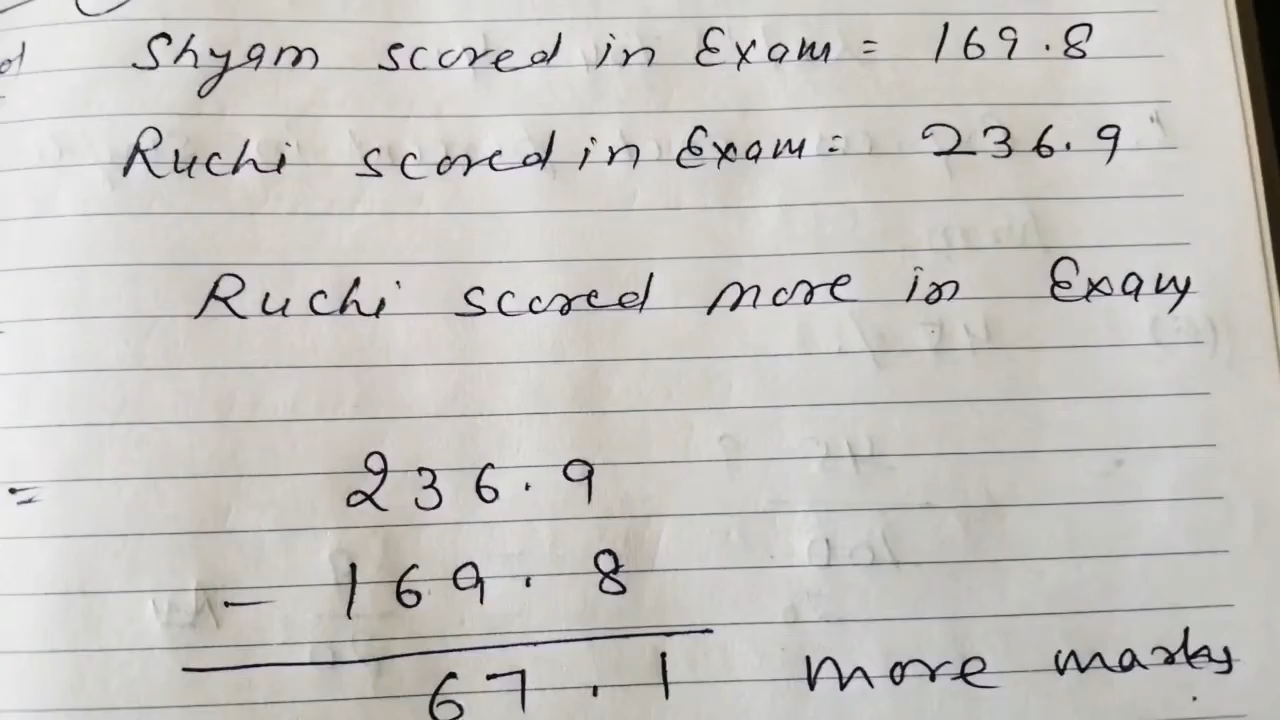 Shyam scored in Exam = 169.8
Ruchi scored in Exam = 236.9
Ruchi scored more in Exam
= 236.9
- 169.8
67.1 more marks